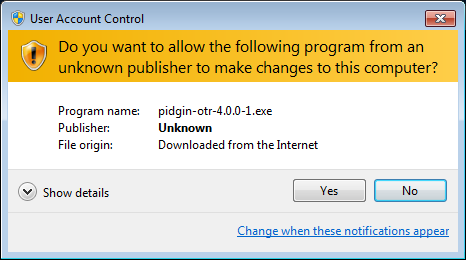 User Account Control
Do you want to allow the following program from an
unknown publisher to make changes to this computer?
Program name: pidgin-otr-4.0.0-1.exe
Publisher: Unknown
File origin: Downloaded from the Internet
Show details
Yes
No
Change when these notifications appear